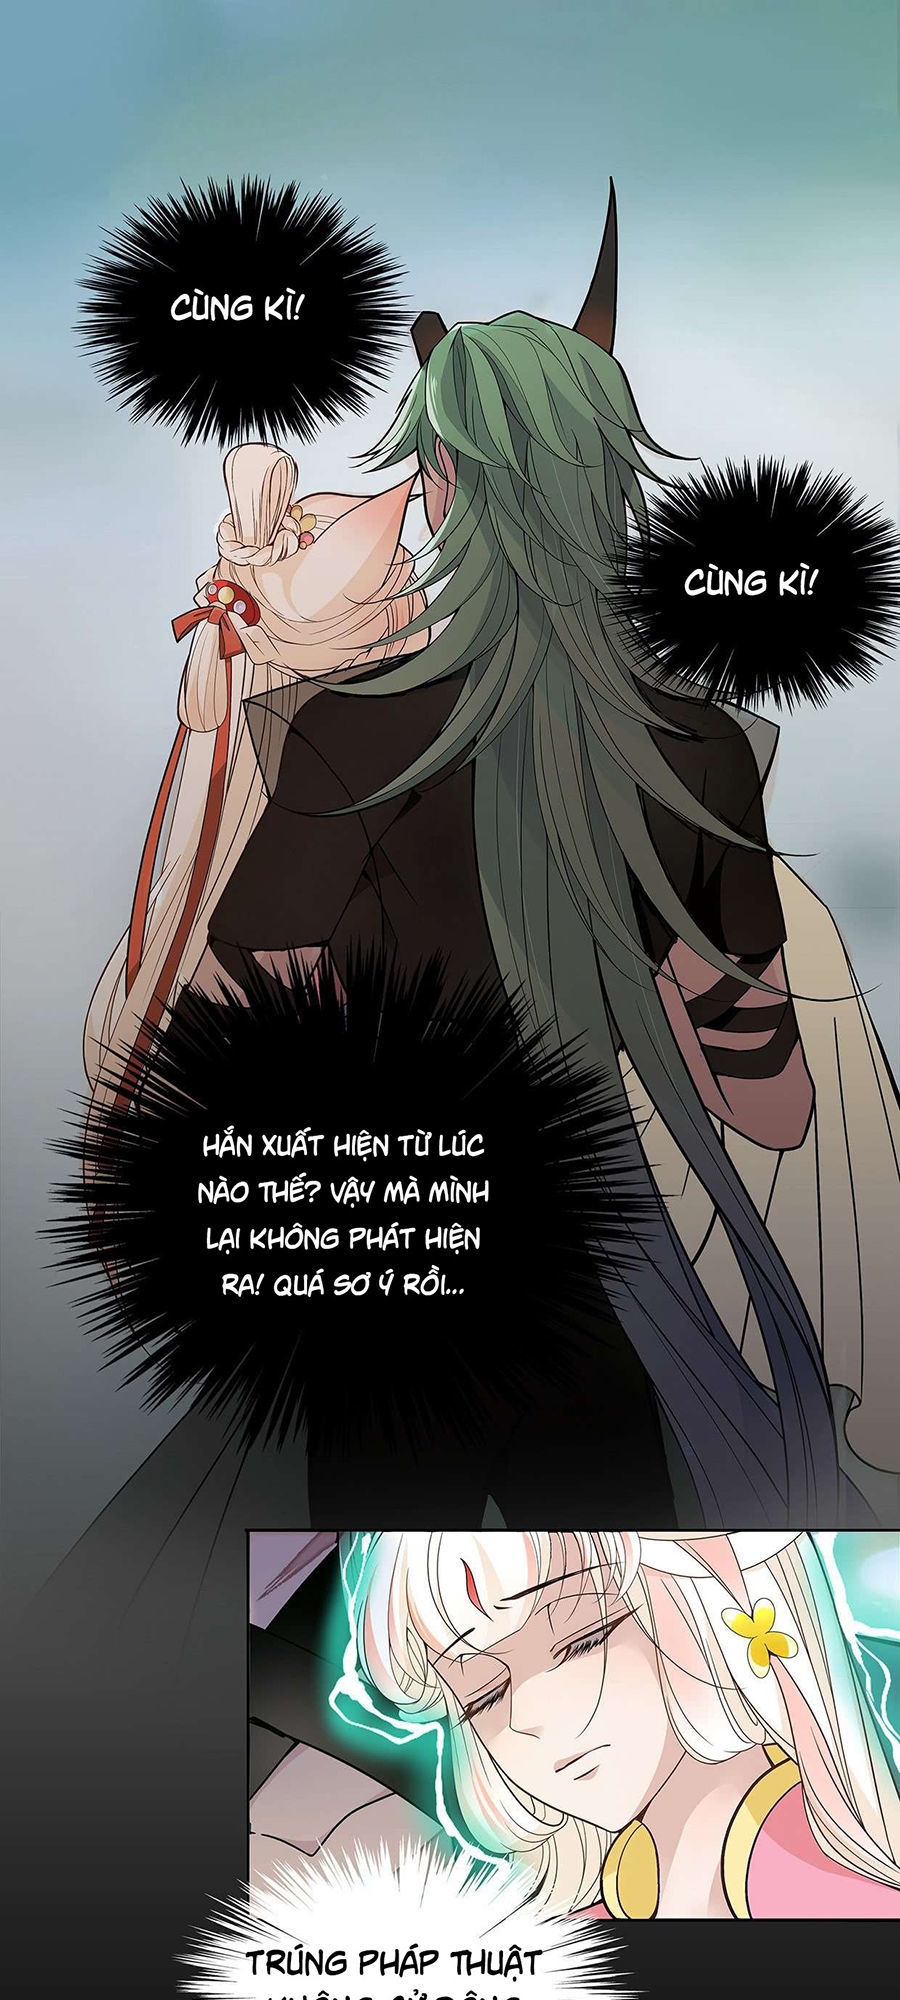 CÙNG KÌ!
CÙNG KÌ!
HẮN XUẤT HIỆN TỪ LÚC
NÀO THẾ? VẬY MÀ MÌNH
LẠI KHÔNG PHÁT HIỆN
RA! QUÁ SƠ Ý RỒI...
TRÚNG PHÁP THUẬT